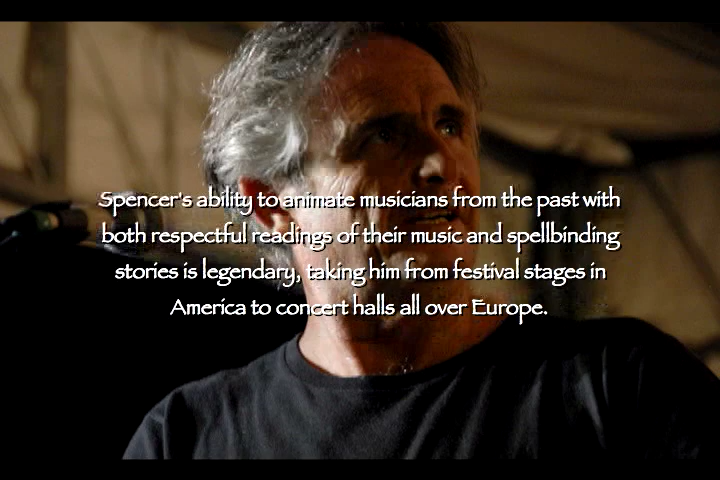 Spencer's ability to animate musicians from the past with
both respectful readings of their music and spellbinding
stories is legendary, taking him from festival stages in
America to concert halls all over Europe.